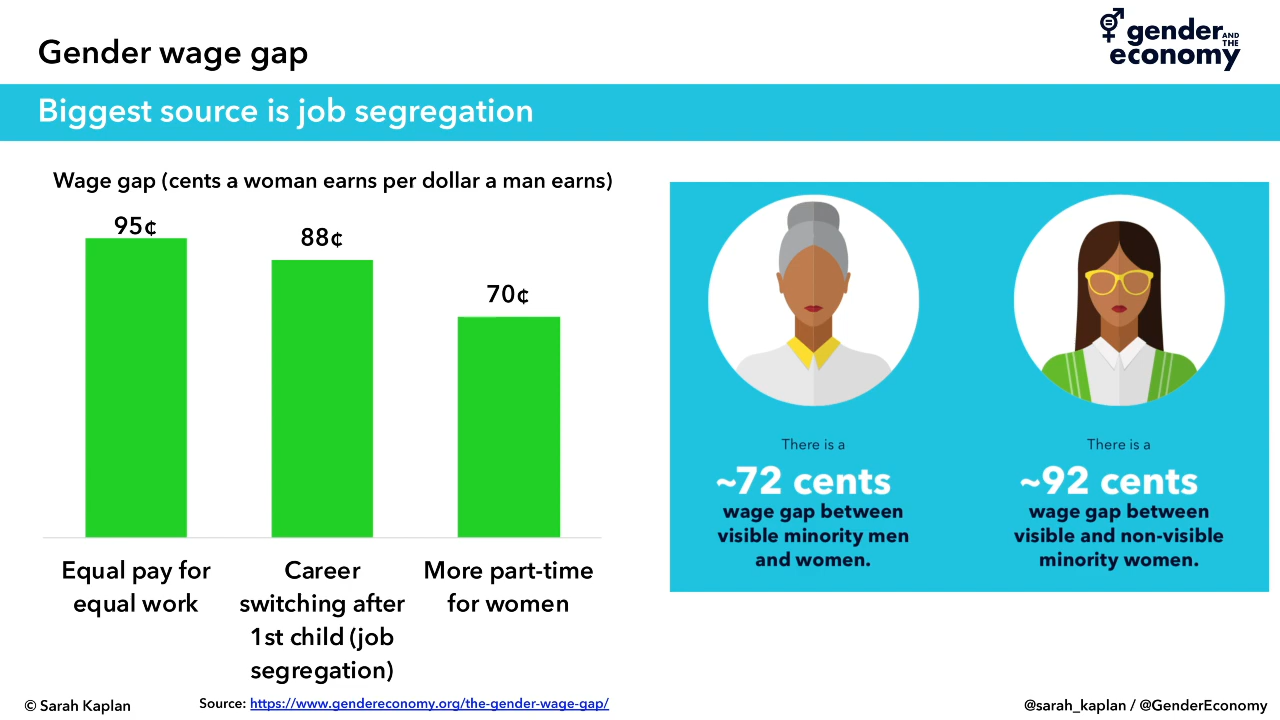 Gender wage gap
gender AND THE
economy
Biggest source is job segregation
Wage gap (cents a woman earns per dollar a man earns)
95¢
88¢
70¢
Equal pay for
equal work
Career
switching after
1st child (job
segregation)
More part-time
for women
There is a
~72 cents
wage gap between
visible minority men
and women.
There is a
~92 cents
wage gap between
visible and non-visible
minority women.
© Sarah Kaplan
Source: https://www.gendereconomy.org/the-gender-wage-gap/
@sarah_kaplan / @GenderEconomy